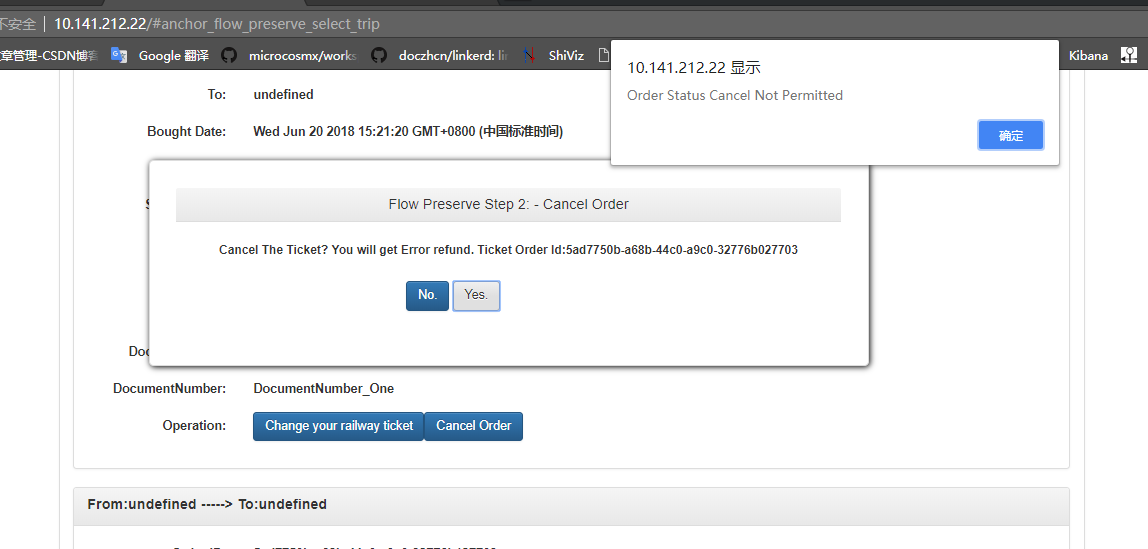 不安全 | 10.141.212.22/#anchor_flow_preserve_select_trip
章管理-CSDN博客 Google 翻译 microcosmx/works doczhcn/linkerd: lin ShiViz Kibana
10.141.212.22 显示
Order Status Cancel Not Permitted
确定
To: undefined
Bought Date: Wed Jun 20 2018 15:21:20 GMT+0800 (中国标准时间)
Flow Preserve Step 2: - Cancel Order
Cancel The Ticket? You will get Error refund. Ticket Order Id:5ad7750b-a68b-44c0-a9c0-32776b027703
No. Yes.
Doc
DocumentNumber: DocumentNumber_One
Operation: Change your railway ticket Cancel Order
From:undefined -----> To:undefined